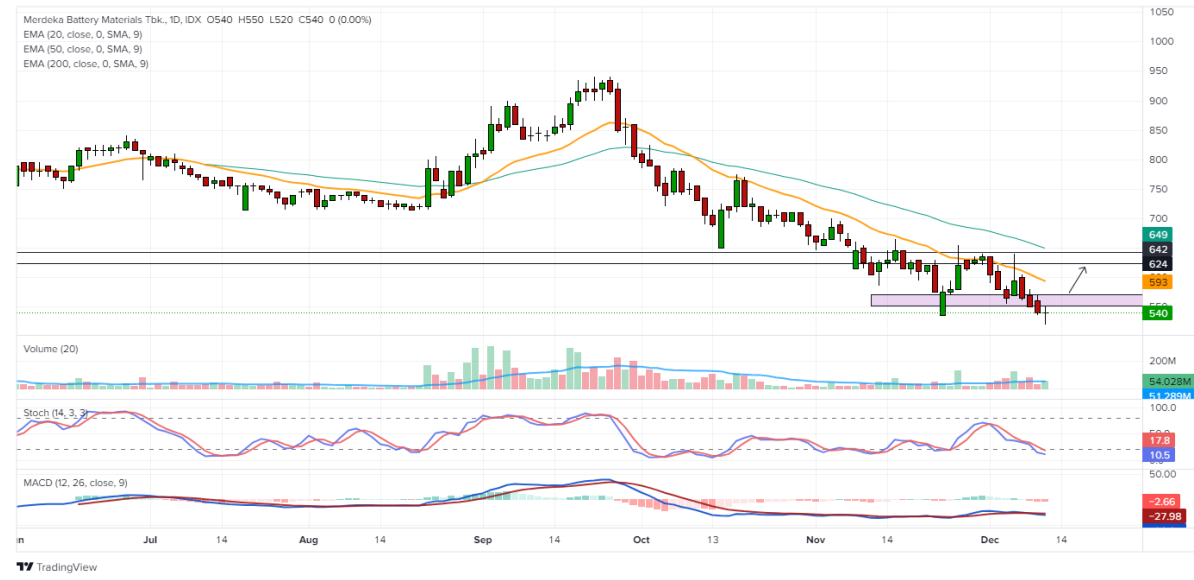 Merdeka Battery Materials Tbk., 1D, IDX O540 H550 L520 C540 0 (0.00%)
EMA (20, close, 0, SMA, 9)
EMA (50, close, 0, SMA, 9)
EMA (200, close, 0, SMA, 9)
1050
1000
950
900
850
800
750
700
649
642
624
593
540
Volume (20)
200M
54.028M
51.289M
Stoch (14, 3, 3)
100.0
17.8
10.5
MACD (12, 26, close, 9)
50.00
−2.66
−27.98
Jul 14 Aug 14 Sep 14 Oct 13 Nov 14 Dec 14
TradingView